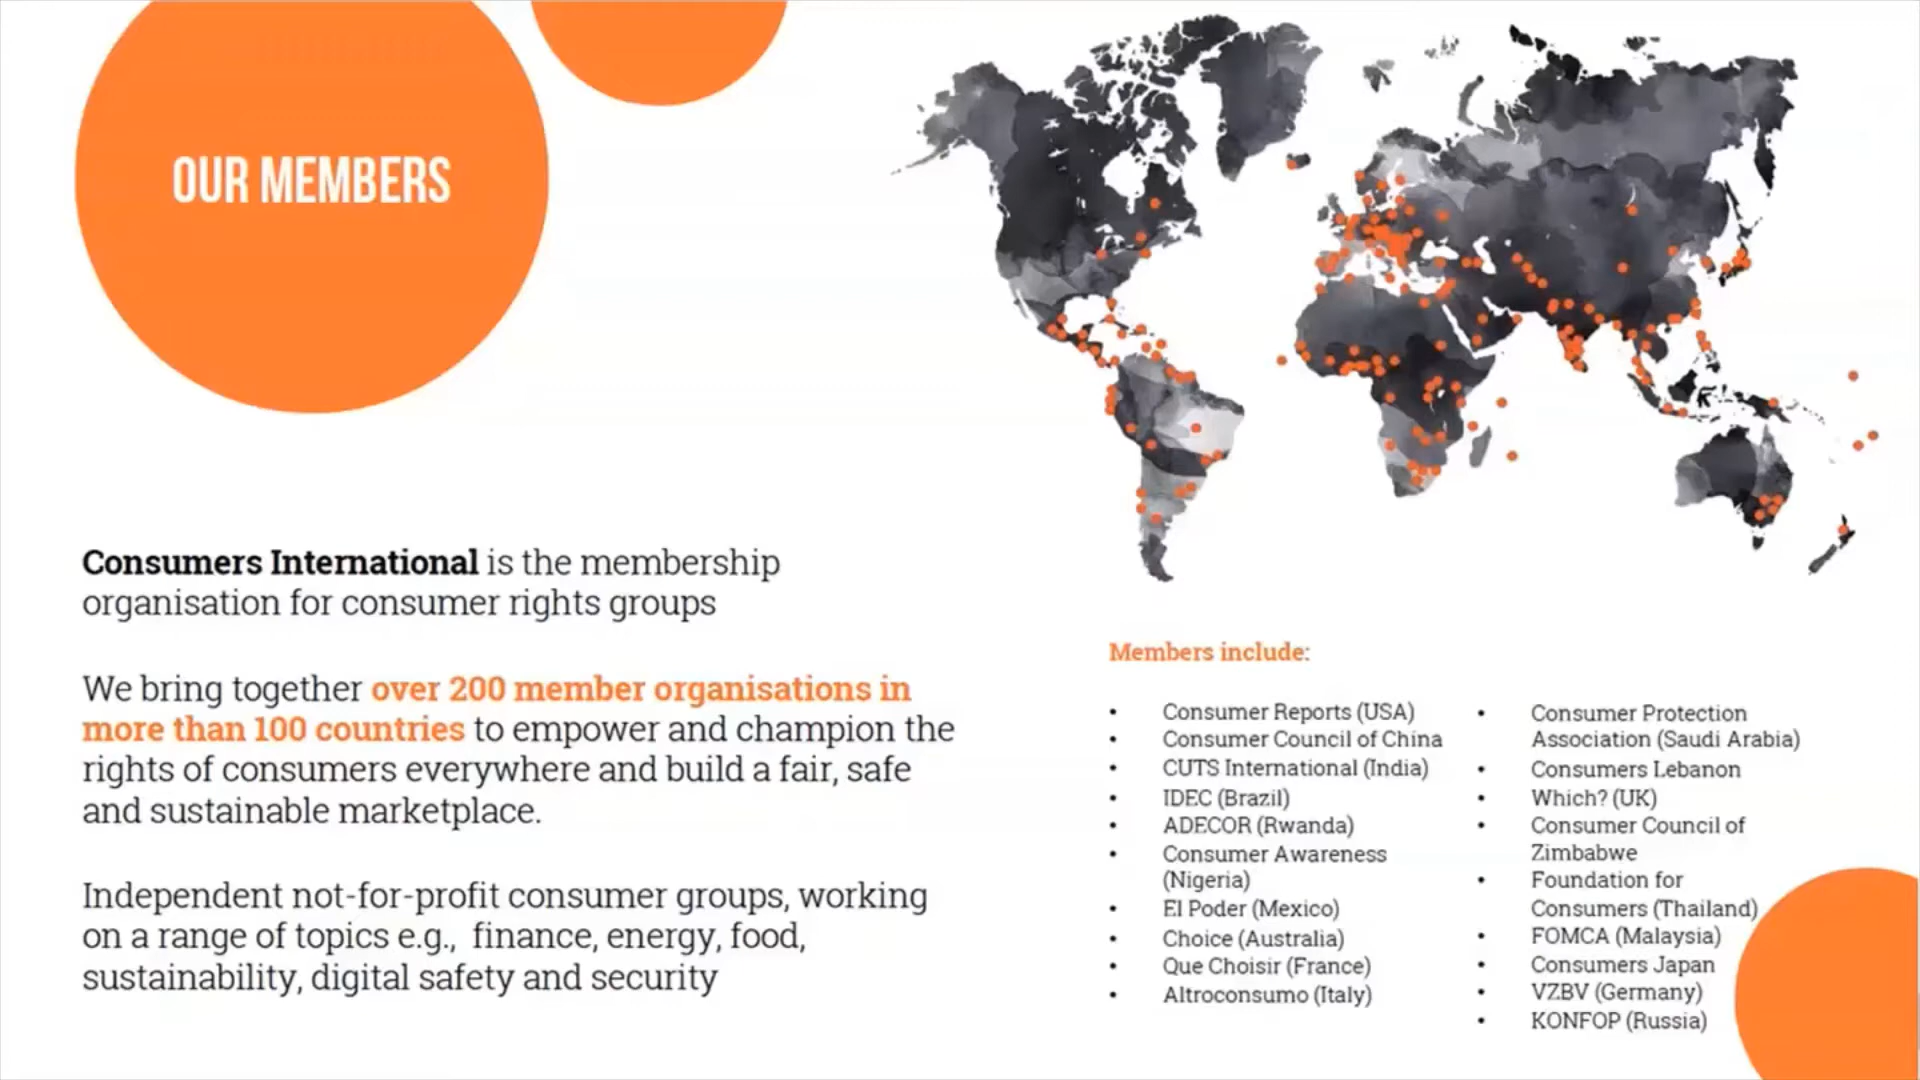 OUR MEMBERS
Consumers International is the membership
organisation for consumer rights groups
We bring together over 200 member organisations in
more than 100 countries to empower and champion the
rights of consumers everywhere and build a fair, safe
and sustainable marketplace.
Independent not-for-profit consumer groups, working
on a range of topics e.g.,  finance, energy, food,
sustainability, digital safety and security
Members include:
• Consumer Reports (USA)
• Consumer Council of China
• CUTS International (India)
• IDEC (Brazil)
• ADECOR (Rwanda)
• Consumer Awareness
(Nigeria)
• El Poder (Mexico)
• Choice (Australia)
• Que Choisir (France)
• Altroconsumo (Italy)
• Consumer Protection
Association (Saudi Arabia)
• Consumers Lebanon
• Which? (UK)
• Consumer Council of
Zimbabwe
• Foundation for
Consumers (Thailand)
• FOMCA (Malaysia)
• Consumers Japan
• VZBV (Germany)
• KONFOP (Russia)